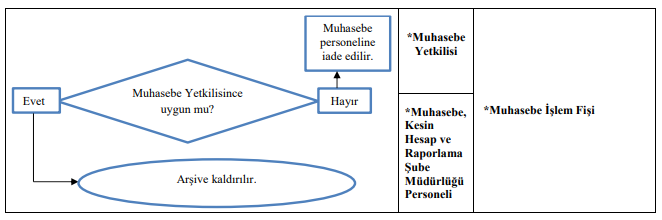 Muhasebe
personeline
iade edilir.
Evet
Muhasebe Yetkilisince
uygun mu?
Hayır
Arşive kaldırılır.
*Muhasebe
Yetkilisi
*Muhasebe,
Kesin
Hesap ve
Raporlama
Şube
Müdürlüğü
Personeli
*Muhasebe İşlem Fişi